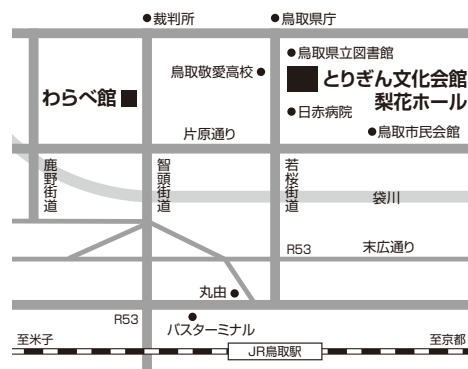 ●裁判所
●鳥取県庁
●鳥取県立図書館
鳥取敬愛高校●
■とりぎん文化会館
梨花ホール
わらべ館■
●日赤病院
●鳥取市民会館
片原通り
鹿野街道
智頭街道
若桜街道
袋川
R53
末広通り
丸由●
R53
●
バスターミナル
至米子
JR鳥取駅
至京都